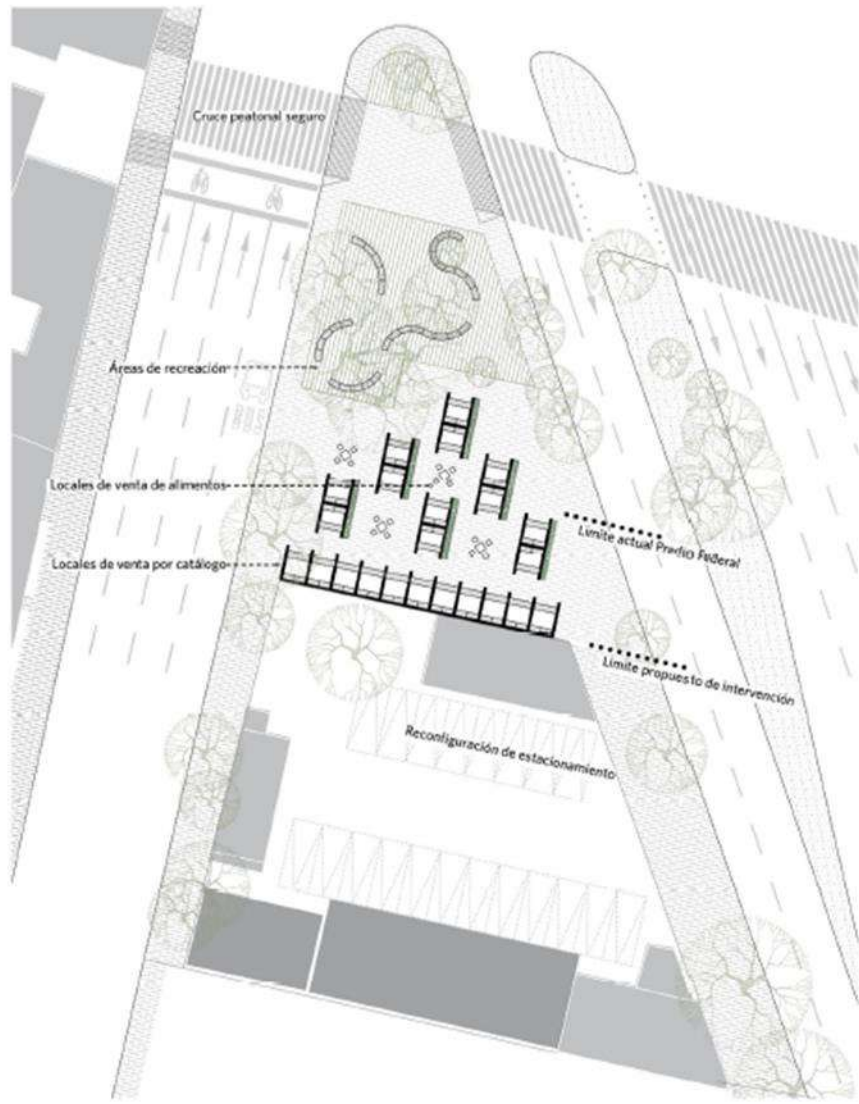 Cruce peatonal seguro
Áreas de recreación
Locales de venta de alimentos
Límite actual Predio Federal
Locales de venta por catálogo
Límite propuesto de intervención
Reconfiguración de estacionamiento